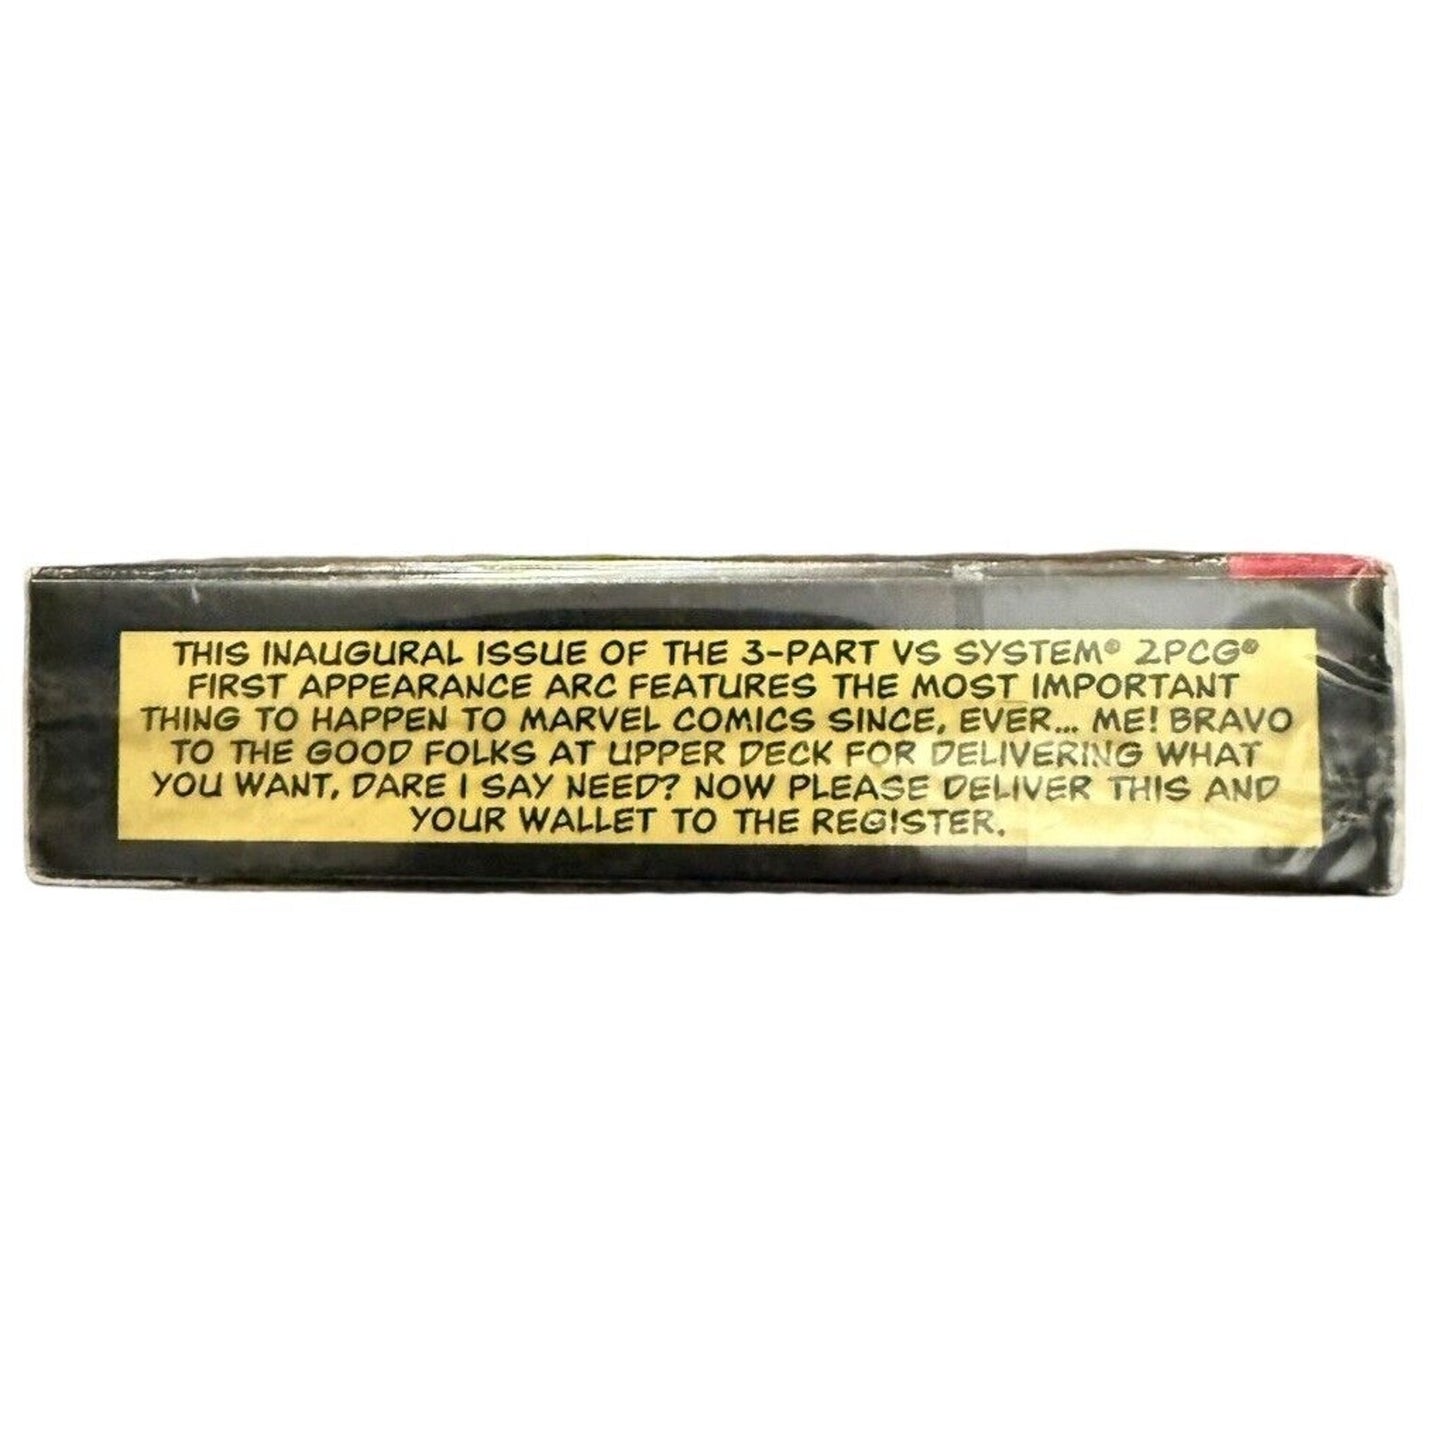 THIS INAUGURAL ISSUE OF THE 3-PART VS SYSTEM® 2PCG®
FIRST APPEARANCE ARC FEATURES THE MOST IMPORTANT
THING TO HAPPEN TO MARVEL COMICS SINCE, EVER... ME! BRAVO
TO THE GOOD FOLKS AT UPPER DECK FOR DELIVERING WHAT
YOU WANT, DARE I SAY NEED? NOW PLEASE DELIVER THIS AND
YOUR WALLET TO THE REGISTER.